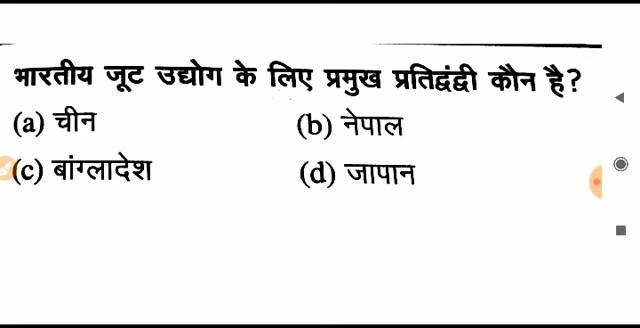 भारतीय जूट उद्योग के लिए प्रमुख प्रतिद्वंद्वी कौन है?
(a) चीन (b) नेपाल
(c) बांग्लादेश (d) जापान